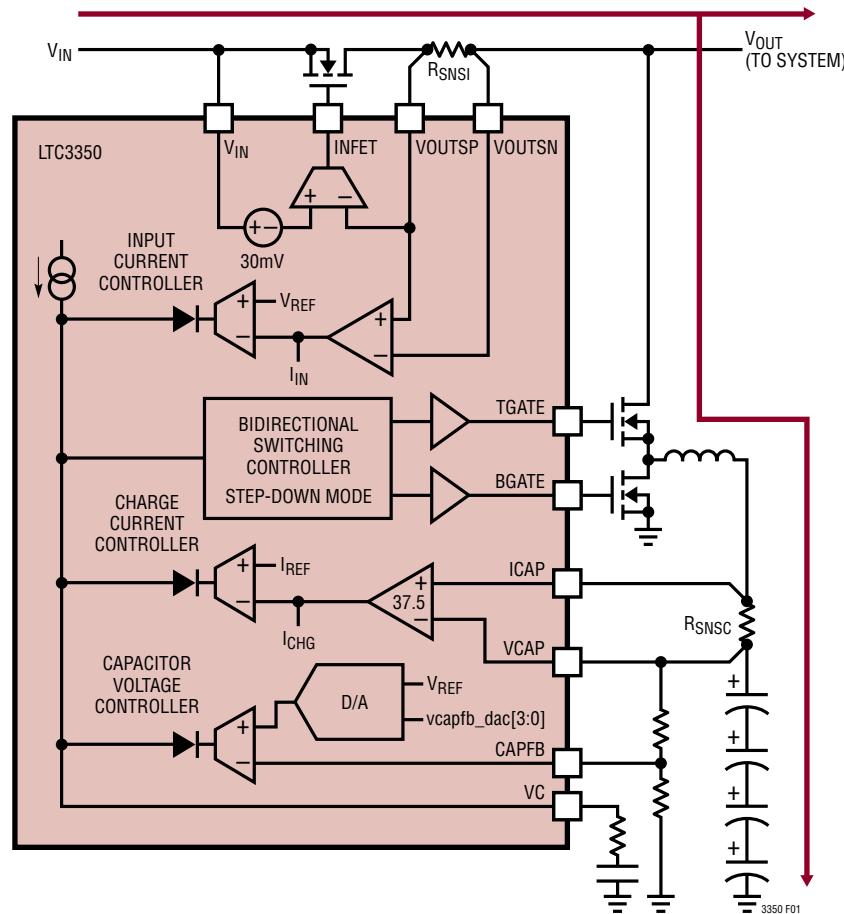 VIN
VOUT
(TO SYSTEM)
RSNSI
LTC3350
VIN
INFET
VOUTSP
VOUTSN
+
−
+ −
30mV
INPUT
CURRENT
CONTROLLER
+
−
VREF
IIN
+
−
BIDIRECTIONAL
SWITCHING
CONTROLLER
STEP-DOWN MODE
TGATE
BGATE
CHARGE
CURRENT
CONTROLLER
+
−
IREF
ICHG
37.5
+
−
ICAP
VCAP
RSNSC
CAPACITOR
VOLTAGE
CONTROLLER
+
−
D/A
VREF
vcapfb_dac[3:0]
CAPFB
VC
+
+
+
+
3350 F01